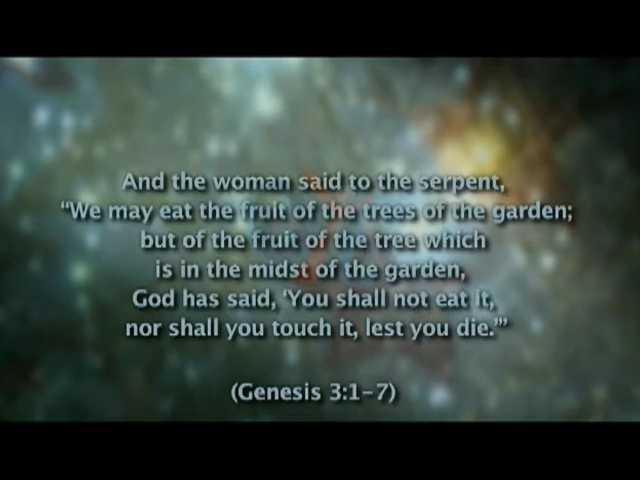 And the woman said to the serpent,
“We may eat the fruit of the trees of the garden;
but of the fruit of the tree which
is in the midst of the garden,
God has said, ‘You shall not eat it,
nor shall you touch it, lest you die.’”
(Genesis 3:1–7)